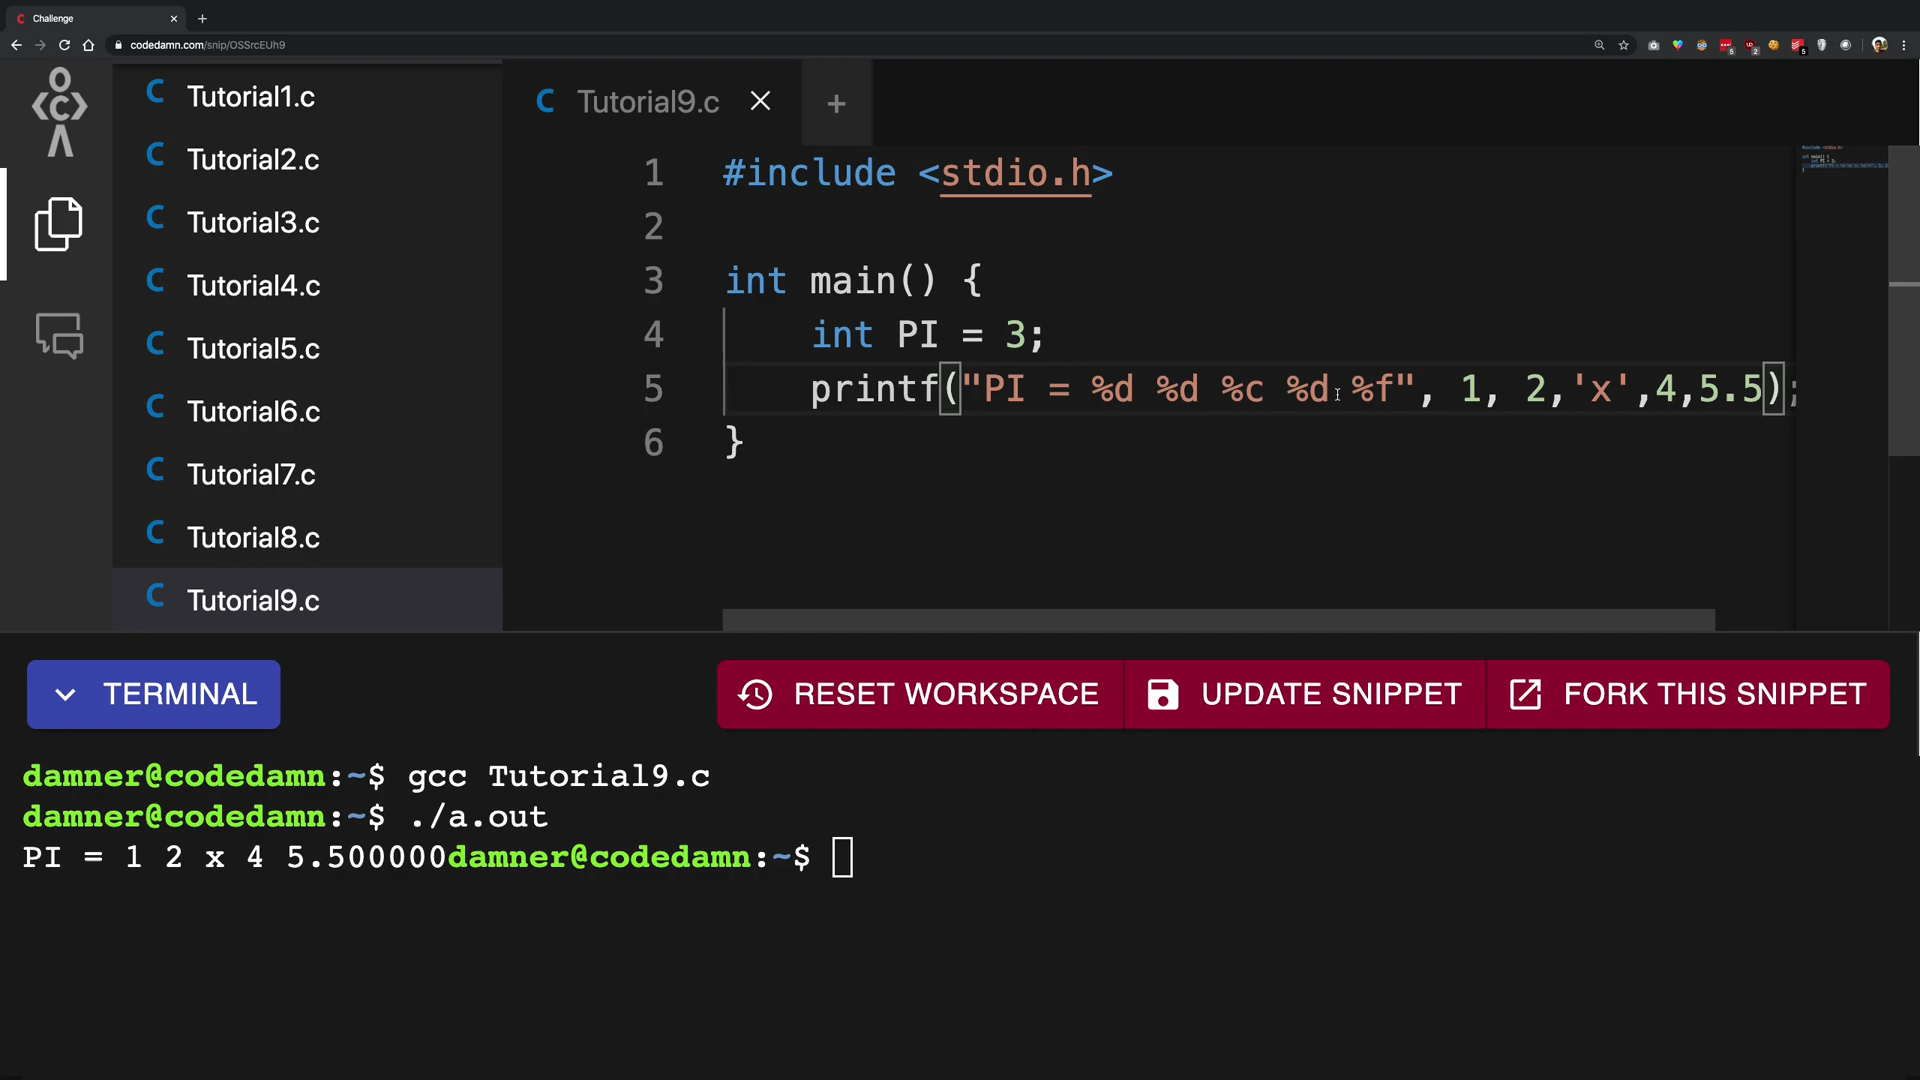 Challenge
codedamn.com/snip/OSSrcEUh9
Tutorial1.c
Tutorial2.c
Tutorial3.c
Tutorial4.c
Tutorial5.c
Tutorial6.c
Tutorial7.c
Tutorial8.c
Tutorial9.c
Tutorial9.c
1 #include <stdio.h>
2
3 int main() {
4 int PI = 3;
5 printf("PI = %d %d %c %d %f", 1, 2,'x',4,5.5);
6 }
TERMINAL
RESET WORKSPACE
UPDATE SNIPPET
FORK THIS SNIPPET
damner@codedamn:~$ gcc Tutorial9.c
damner@codedamn:~$ ./a.out
PI = 1 2 x 4 5.500000damner@codedamn:~$